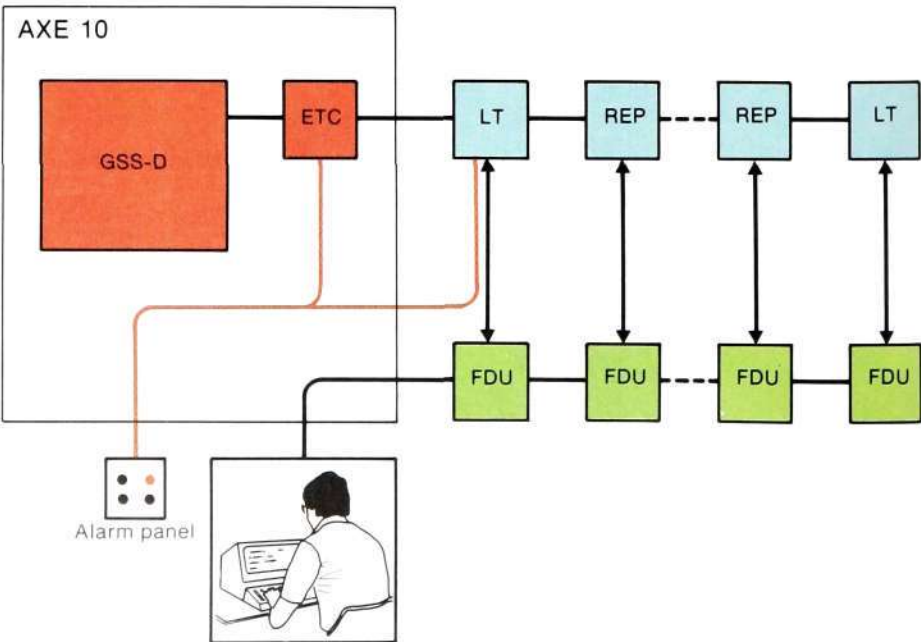 AXE 10
GSS-D
ETC
LT
REP
REP
LT
FDU
FDU
FDU
FDU
Alarm panel